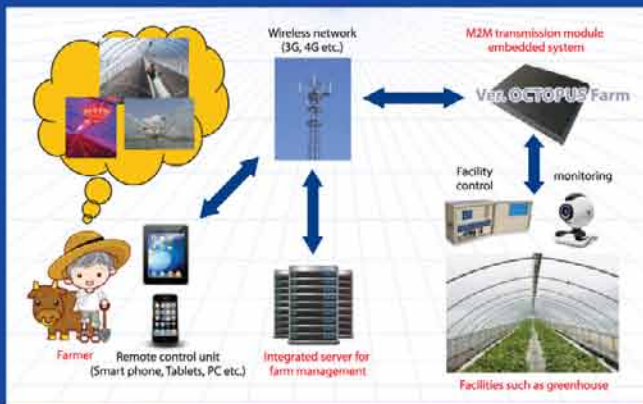 Wireless network
(3G, 4G etc.)
M2M transmission module
embedded system
Ver. OCTOPUS Farm
Facility
control
monitoring
Farmer
Remote control unit
(Smart phone, Tablets, PC etc.)
Integrated server for
farm management
Facilities such as greenhouse